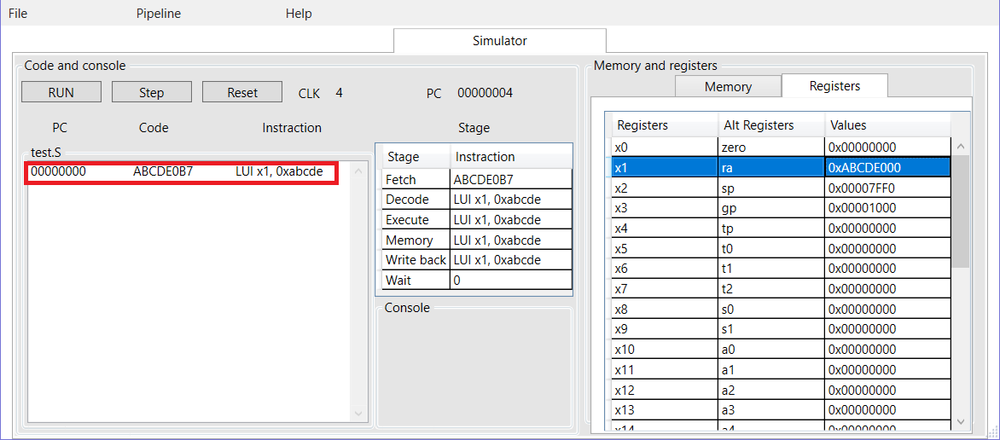 File Pipeline Help
Simulator
Code and console
RUN Step Reset CLK 4 PC 00000004
PC Code Instraction Stage
test.S
00000000 ABCDE0B7 LUI x1, 0xabcde
Stage Instraction
Fetch ABCDE0B7
Decode LUI x1, 0xabcde
Execute LUI x1, 0xabcde
Memory LUI x1, 0xabcde
Write back LUI x1, 0xabcde
Wait 0
Console
Memory and registers
Memory Registers
Registers Alt Registers Values
x0 zero 0x00000000
x1 ra 0xABCDE000
x2 sp 0x00007FF0
x3 gp 0x00001000
x4 tp 0x00000000
x5 t0 0x00000000
x6 t1 0x00000000
x7 t2 0x00000000
x8 s0 0x00000000
x9 s1 0x00000000
x10 a0 0x00000000
x11 a1 0x00000000
x12 a2 0x00000000
x13 a3 0x00000000
x14 a4 0x00000000